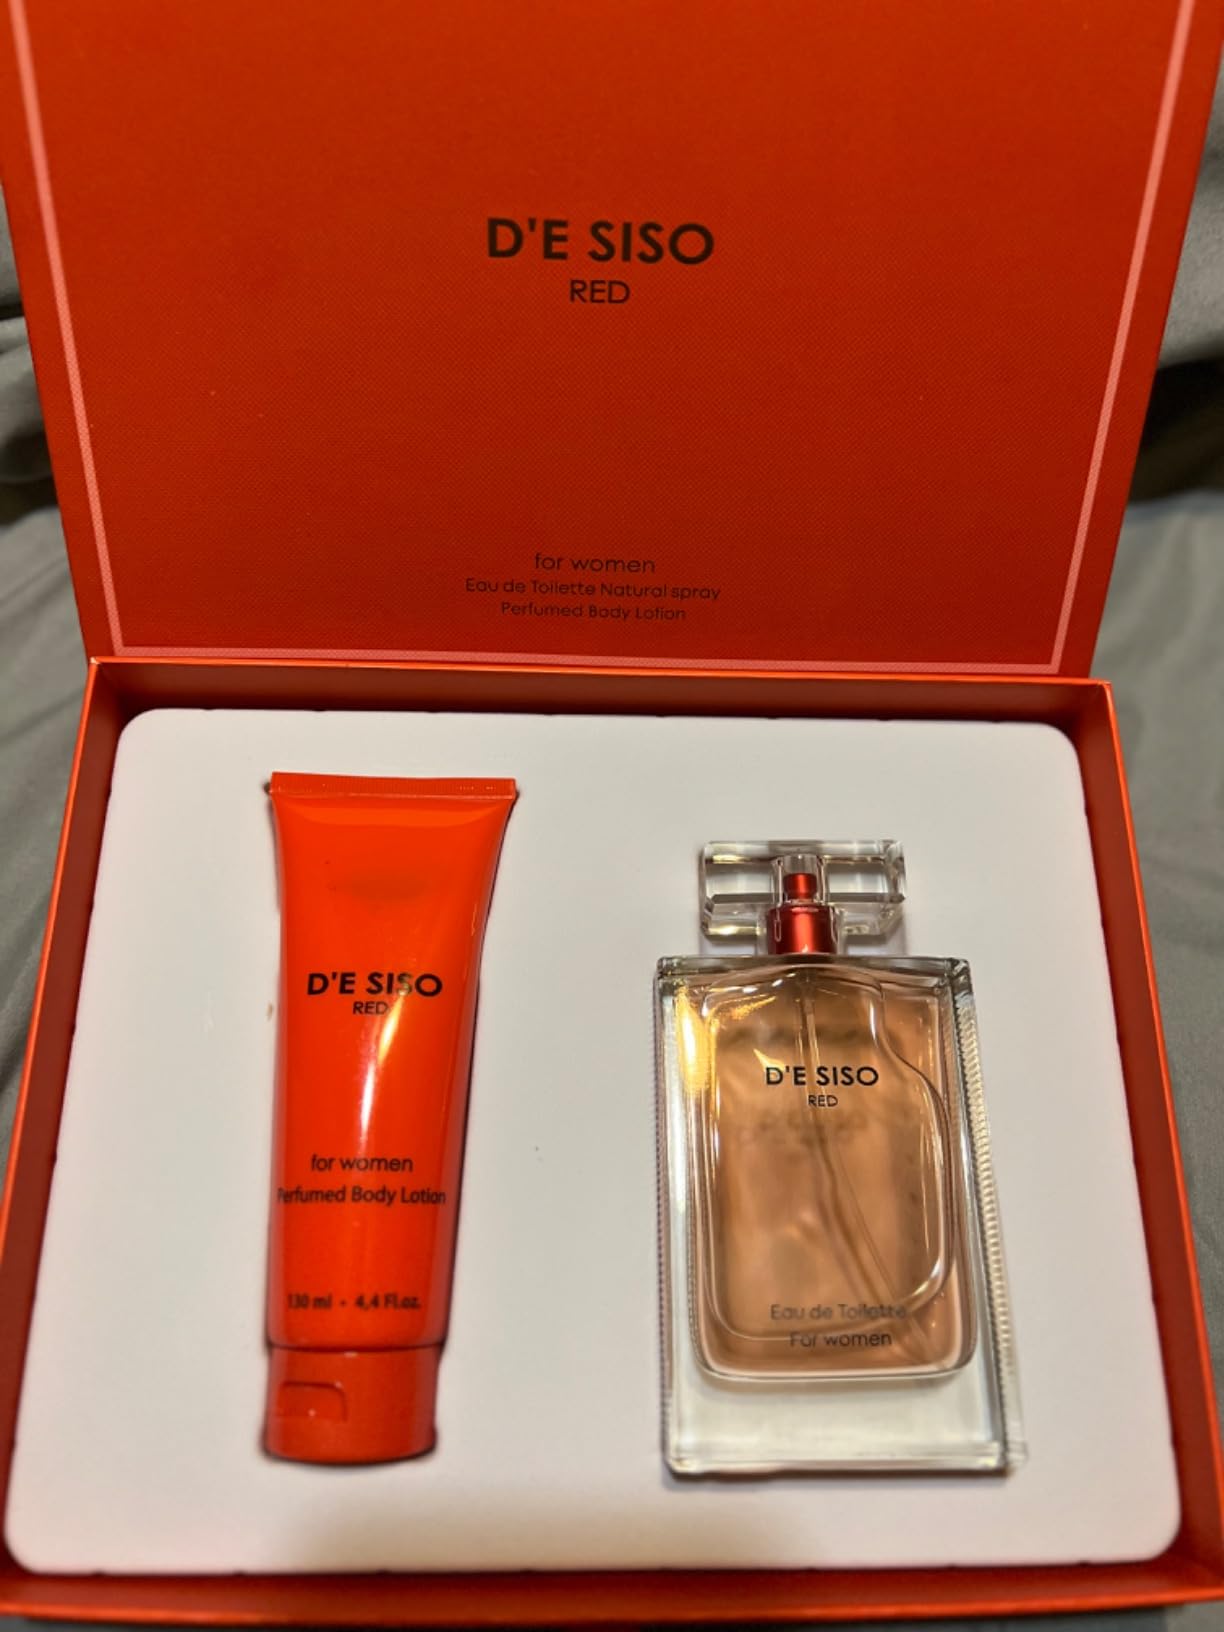 D'E SISO
RED
for women
Eau de Toilette Natural spray
Perfumed Body Lotion
D'E SISO
RED
for women
Perfumed Body Lotion
130 ml - 4,4 Fl.oz.
D'E SISO
RED
Eau de Toilette
For women